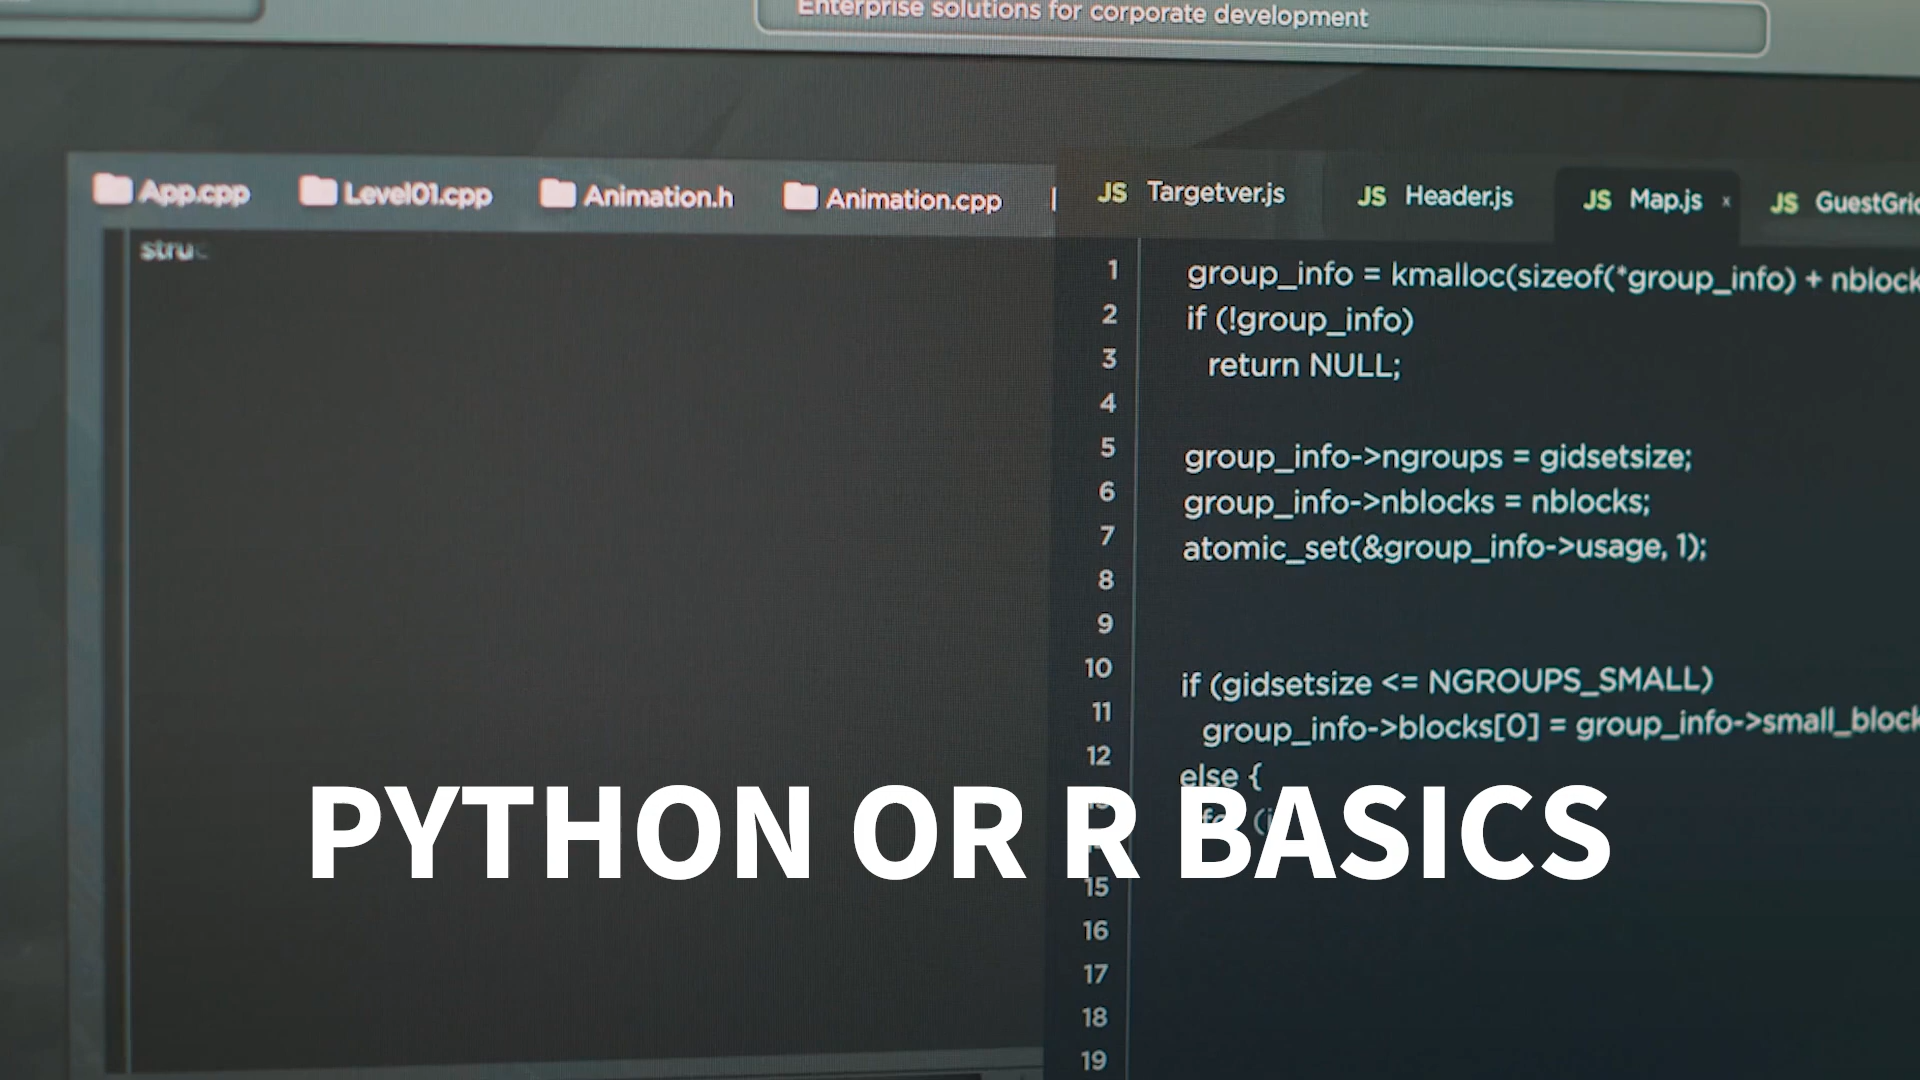 Enterprise solutions for corporate development
App.cpp Level01.cpp Animation.h Animation.cpp
stru
JS Targetver.js JS Header.js JS Map.js x JS GuestGric
1 group_info = kmalloc(sizeof(*group_info) + nblock
2 if (!group_info)
3 return NULL;
4
5 group_info->ngroups = gidsetsize;
6 group_info->nblocks = nblocks;
7 atomic_set(&group_info->usage, 1);
8
9
10 if (gidsetsize <= NGROUPS_SMALL)
11 group_info->blocks[0] = group_info->small_block
12 else {
PYTHON OR R BASICS
15
16
17
18
19